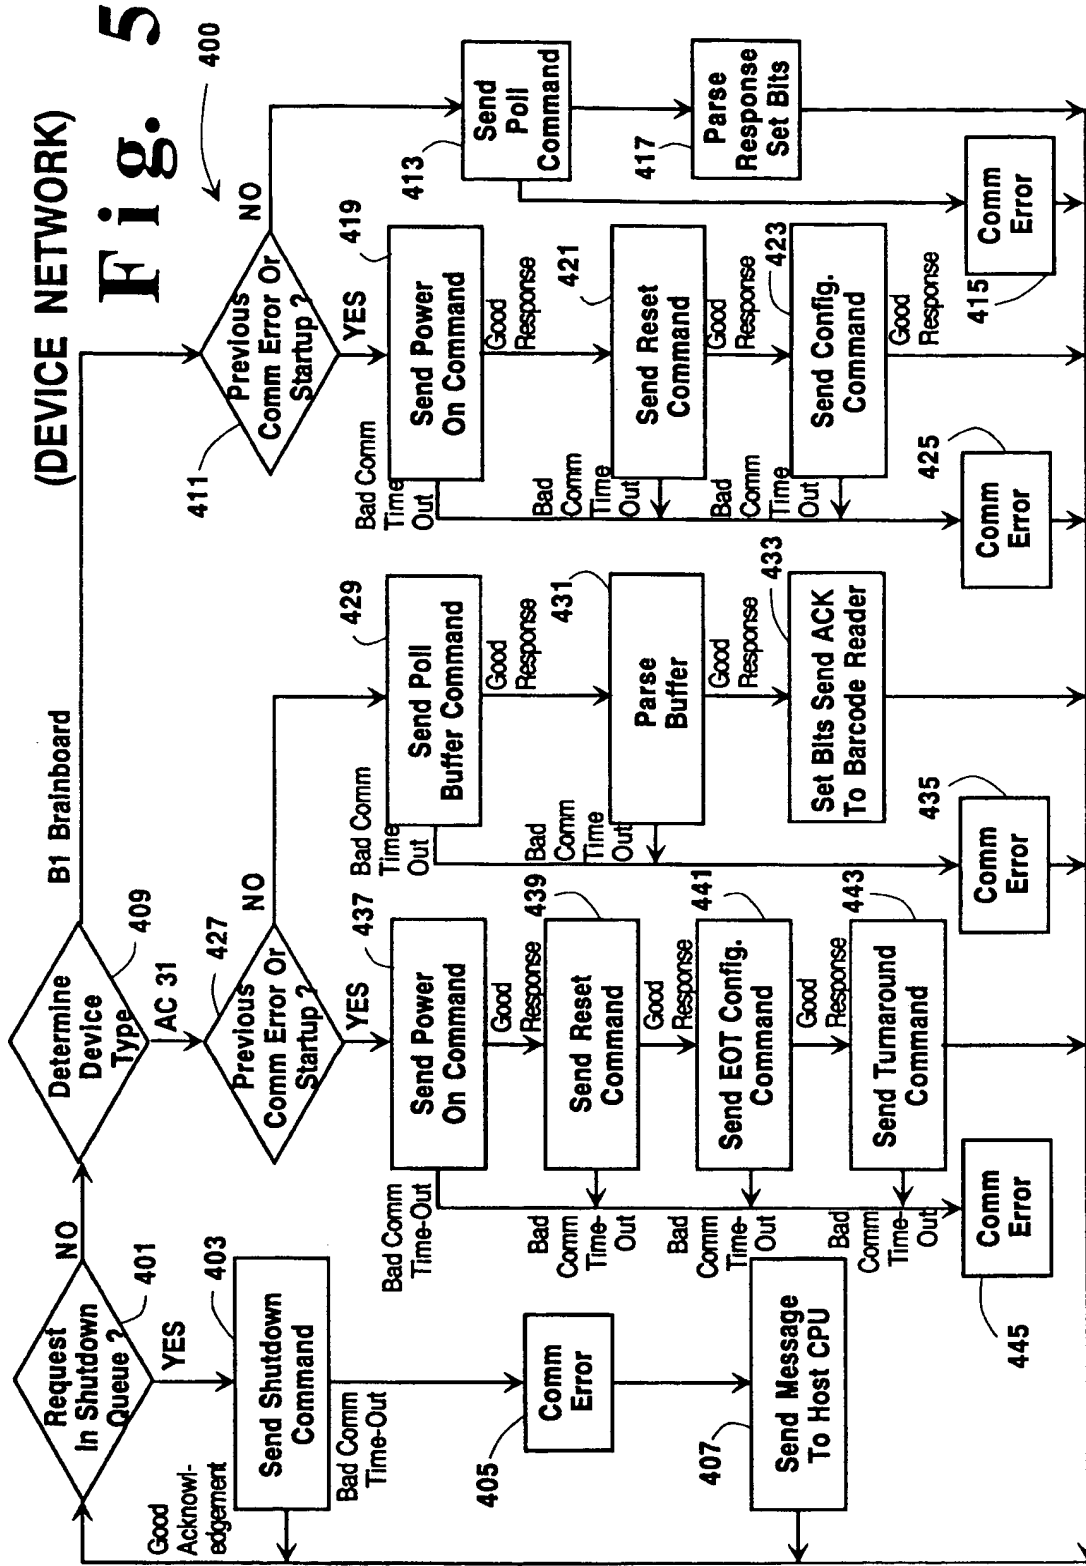 (DEVICE NETWORK)
Fig. 5
400
Request
In Shutdown
Queue ?
401
NO
YES
403
Good
Acknowl-
edgement
Send Shutdown
Command
Bad Comm
Time-Out
405
Comm
Error
407
Send Message
To Host CPU
Determine
Device
Type
409
B1 Brainboard
AC 31
427
Previous
Comm Error Or
Startup ?
NO
YES
437
Send Power
On Command
Bad Comm
Time-Out
Good
Response
439
Send Reset
Command
Bad
Comm
Time-
Out
Good
Response
441
Send EOT Config.
Command
Bad
Comm
Time-
Out
Good
Response
443
Send Turnaround
Command
Bad
Comm
Time-
Out
Comm
Error
445
429
Send Poll
Buffer Command
Bad Comm
Time
Out
Good
Response
431
Parse
Buffer
Bad
Comm
Time
Out
Good
Response
433
Set Bits Send ACK
To Barcode Reader
435
Comm
Error
411
Previous
Comm Error Or
Startup ?
NO
YES
419
Send Power
On Command
Bad Comm
Time
Out
Good
Response
421
Send Reset
Command
Bad
Comm
Time
Out
Good
Response
423
Send Config.
Command
Bad
Comm
Time
Out
Good
Response
425
Comm
Error
413
Send
Poll
Command
417
Parse
Response
Set Bits
415
Comm
Error